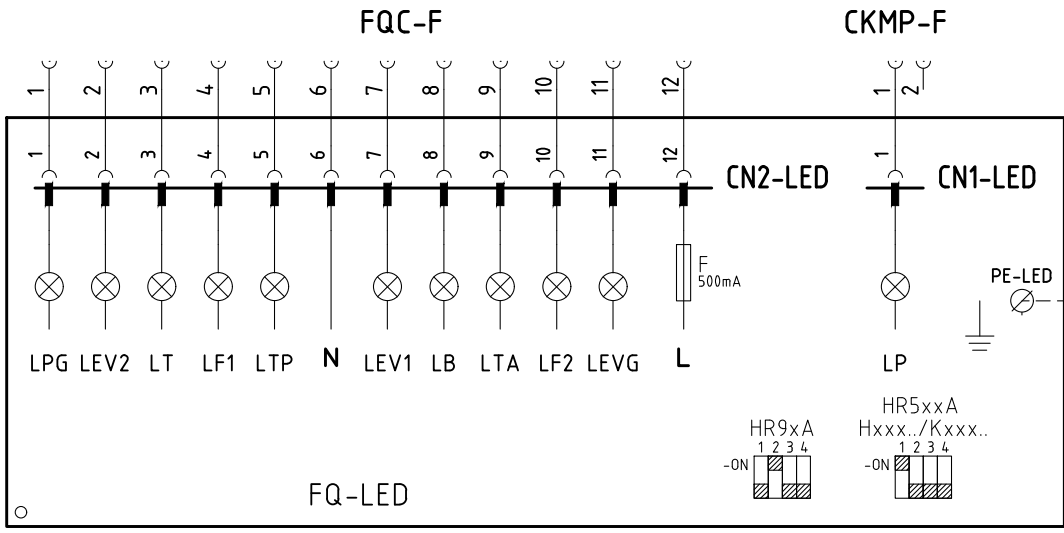 FQC-F CKMP-F
1 2 3 4 5 6 7 8 9 10 11 12 1 2
1 2 3 4 5 6 7 8 9 10 11 12 1
CN2-LED CN1-LED
F
500mA
PE-LED
LPG LEV2 LT LF1 LTP N LEV1 LB LTA LF2 LEVG L LP
HR5xxA
HR9xA Hxxx../Kxxx..
1 2 3 4 1 2 3 4
-ON -ON
FQ-LED